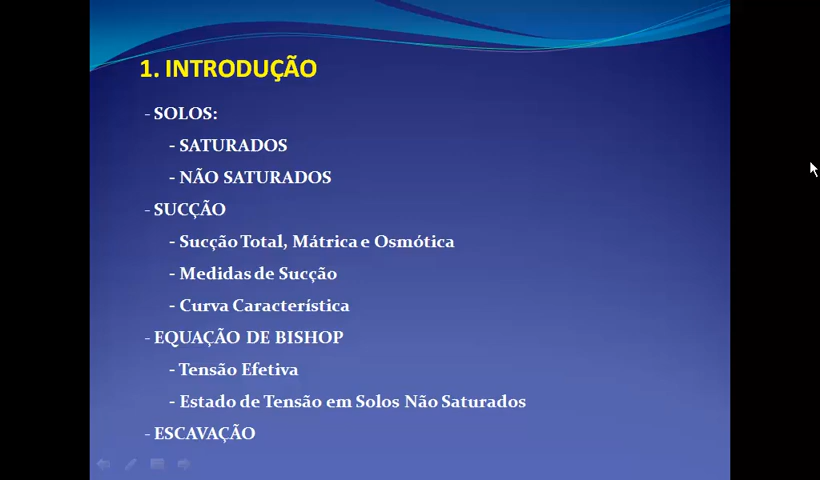 1. INTRODUÇÃO
- SOLOS:
- SATURADOS
- NÃO SATURADOS
- SUCÇÃO
- Sucção Total, Mátrica e Osmótica
- Medidas de Sucção
- Curva Característica
- EQUAÇÃO DE BISHOP
- Tensão Efetiva
- Estado de Tensão em Solos Não Saturados
- ESCAVAÇÃO